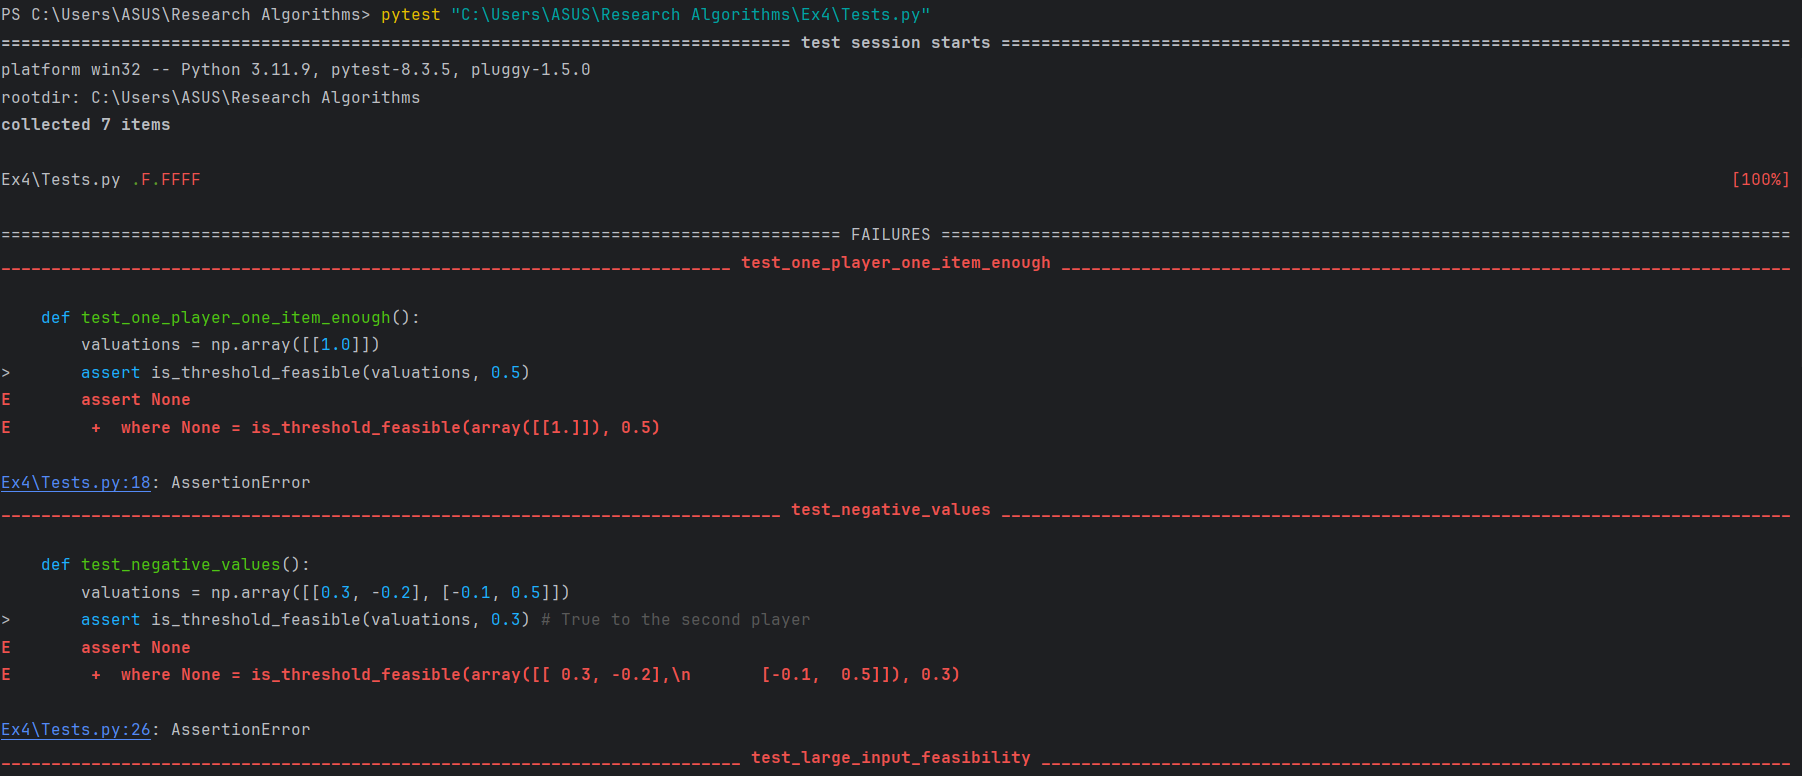 PS C:\Users\ASUS\Research Algorithms> pytest "C:\Users\ASUS\Research Algorithms\Ex4\Tests.py"
=============================================================================== test session starts ===============================================================================
platform win32 -- Python 3.11.9, pytest-8.3.5, pluggy-1.5.0
rootdir: C:\Users\ASUS\Research Algorithms
collected 7 items
Ex4\Tests.py .F.FFFF [100%]
==================================================================================== FAILURES =====================================================================================
_________________________________________________________________________ test_one_player_one_item_enough _________________________________________________________________________
    def test_one_player_one_item_enough():
        valuations = np.array([[1.0]])
>       assert is_threshold_feasible(valuations, 0.5)
E       assert None
E        +  where None = is_threshold_feasible(array([[1.]]), 0.5)
Ex4\Tests.py:18: AssertionError
______________________________________________________________________________ test_negative_values _______________________________________________________________________________
    def test_negative_values():
        valuations = np.array([[0.3, -0.2], [-0.1, 0.5]])
>       assert is_threshold_feasible(valuations, 0.3) # True to the second player
E       assert None
E        +  where None = is_threshold_feasible(array([[ 0.3, -0.2],\n       [-0.1,  0.5]]), 0.3)
Ex4\Tests.py:26: AssertionError
__________________________________________________________________________ test_large_input_feasibility ___________________________________________________________________________